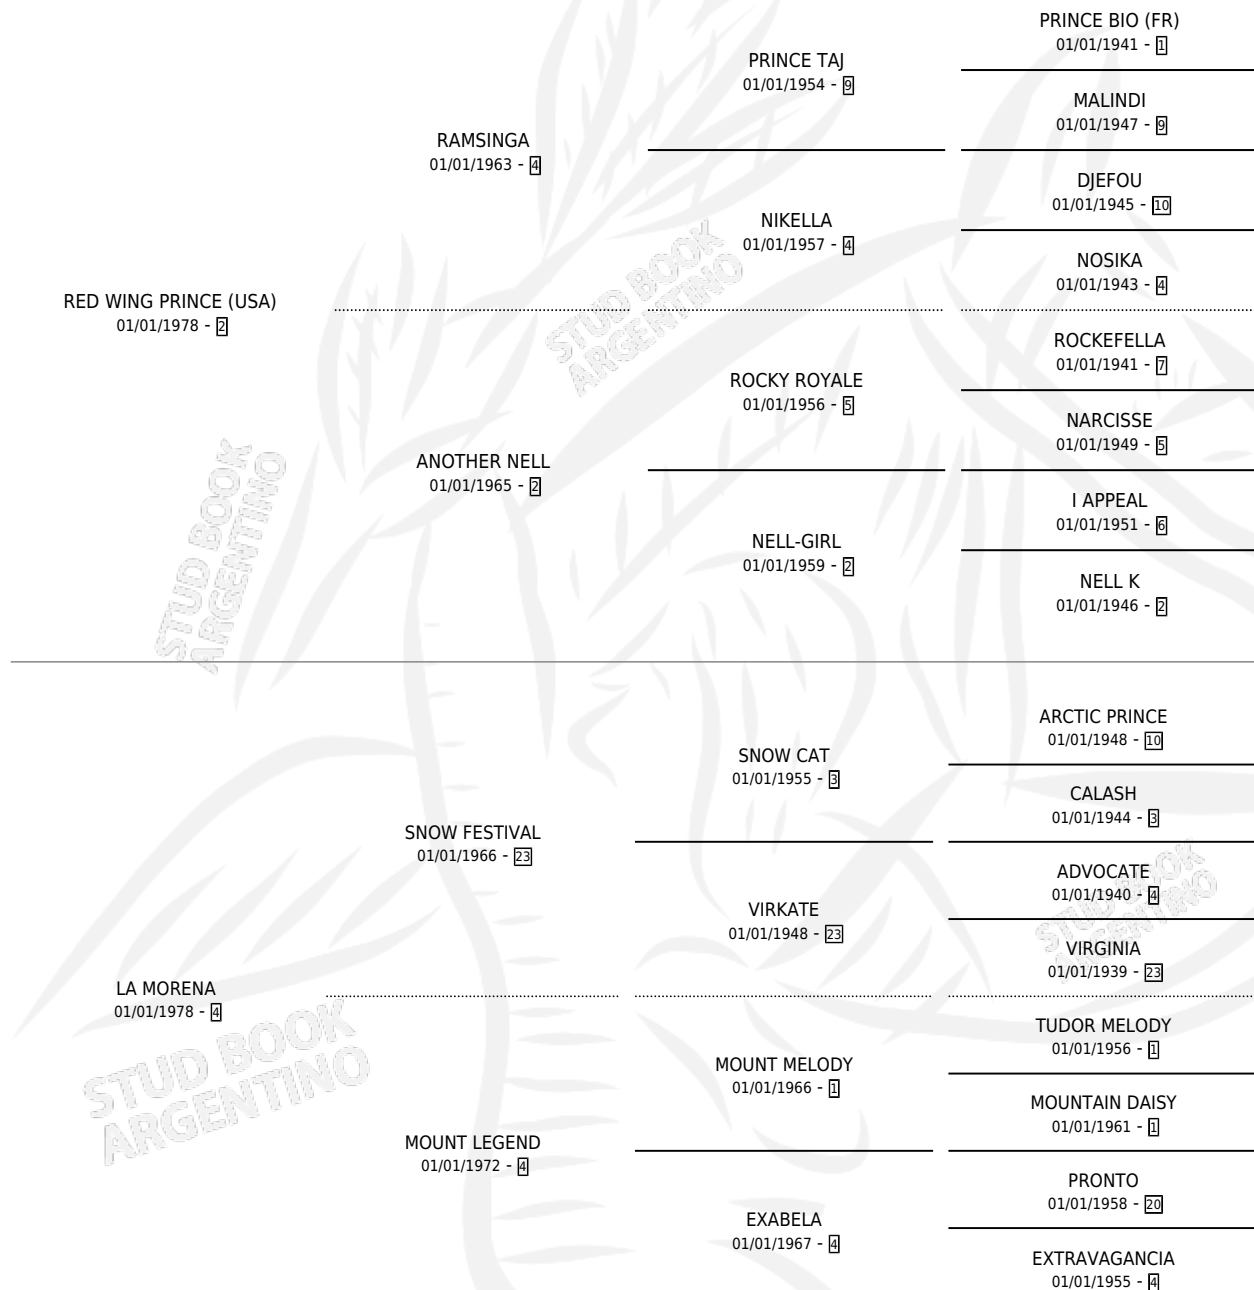 PRINCE BIO (FR)
01/01/1941 - 1
PRINCE TAJ
01/01/1954 - 9
MALINDI
01/01/1947 - 9
RAMSINGA
01/01/1963 - 4
DJEFOU
01/01/1945 - 10
NIKELLA
01/01/1957 - 4
NOSIKA
01/01/1943 - 4
RED WING PRINCE (USA)
01/01/1978 - 2
ROCKEFELLA
01/01/1941 - 7
ROCKY ROYALE
01/01/1956 - 5
NARCISSE
01/01/1949 - 5
ANOTHER NELL
01/01/1965 - 2
I APPEAL
01/01/1951 - 6
NELL-GIRL
01/01/1959 - 2
NELL K
01/01/1946 - 2
STUD BOOK
ARGENTINO
STUD BOOK
ARGENTINO
ARCTIC PRINCE
01/01/1948 - 10
SNOW CAT
01/01/1955 - 3
CALASH
01/01/1944 - 3
SNOW FESTIVAL
01/01/1966 - 23
ADVOCATE
01/01/1940 - 4
VIRKATE
01/01/1948 - 23
VIRGINIA
01/01/1939 - 23
STUD BOOK
ARGENTINO
LA MORENA
01/01/1978 - 4
TUDOR MELODY
01/01/1956 - 1
MOUNT MELODY
01/01/1966 - 1
MOUNTAIN DAISY
01/01/1961 - 1
STUD BOOK
ARGENTINO
MOUNT LEGEND
01/01/1972 - 4
PRONTO
01/01/1958 - 20
EXABELA
01/01/1967 - 4
EXTRAVAGANCIA
01/01/1955 - 4